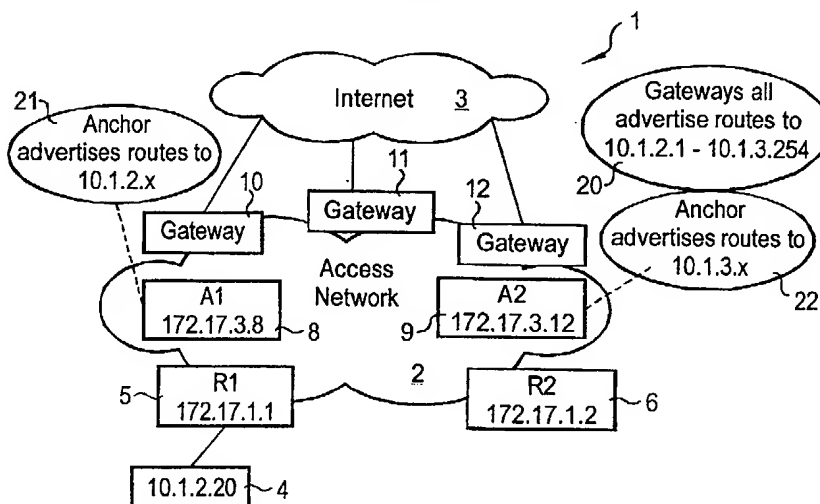 1
21
Anchor
advertises routes to
10.1.2.x
Internet 3
Gateways all
advertise routes to
10.1.2.1 - 10.1.3.254
20
10
Gateway
11
Gateway
12
Gateway
Anchor
advertises routes to
10.1.3.x
22
Access
Network
A1
172.17.3.8
8
A2
172.17.3.12
9
2
R1
172.17.1.1
5
R2
172.17.1.2
6
10.1.2.20
4